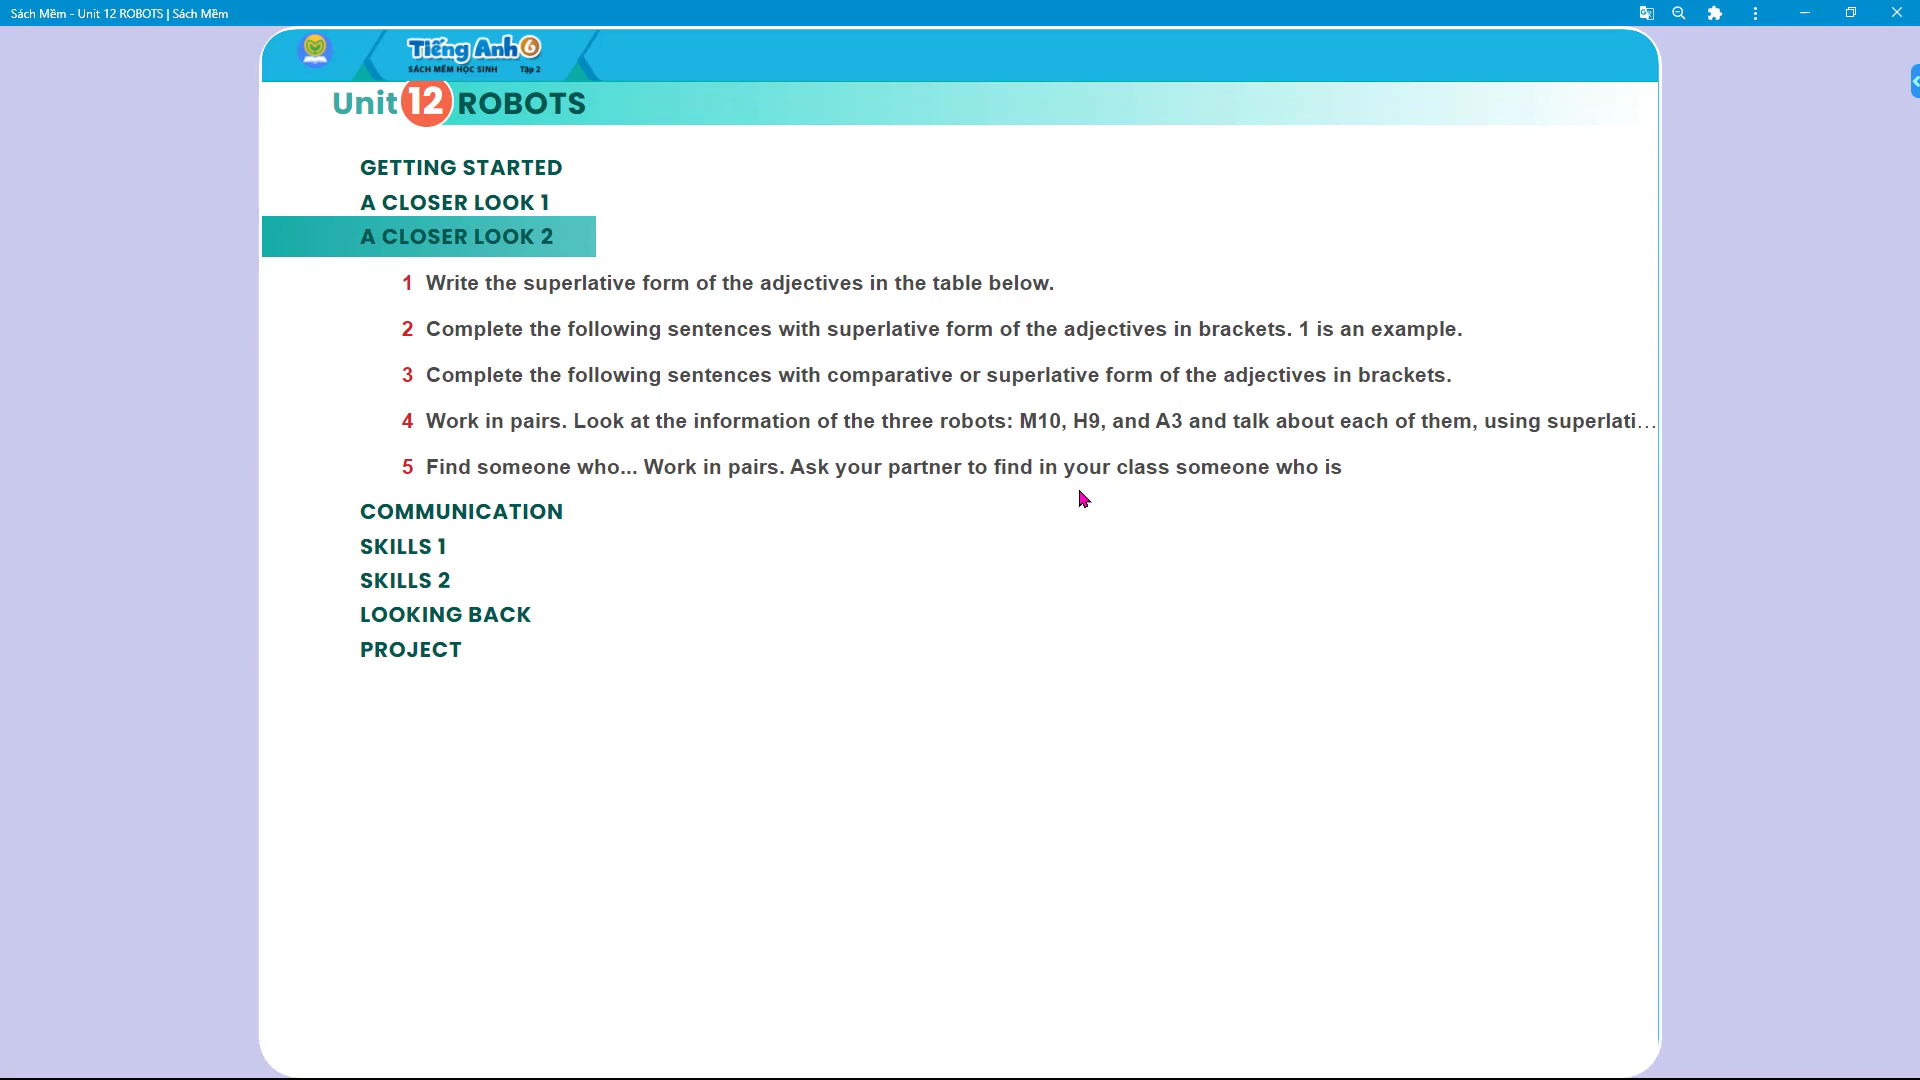 Sách Mềm - Unit 12 ROBOTS | Sách Mềm
Tiếng Anh 6
SÁCH MỀM HỌC SINH Tập 2
Unit 12 ROBOTS
GETTING STARTED
A CLOSER LOOK 1
A CLOSER LOOK 2
1 Write the superlative form of the adjectives in the table below.
2 Complete the following sentences with superlative form of the adjectives in brackets. 1 is an example.
3 Complete the following sentences with comparative or superlative form of the adjectives in brackets.
4 Work in pairs. Look at the information of the three robots: M10, H9, and A3 and talk about each of them, using superlati...
5 Find someone who... Work in pairs. Ask your partner to find in your class someone who is
COMMUNICATION
SKILLS 1
SKILLS 2
LOOKING BACK
PROJECT